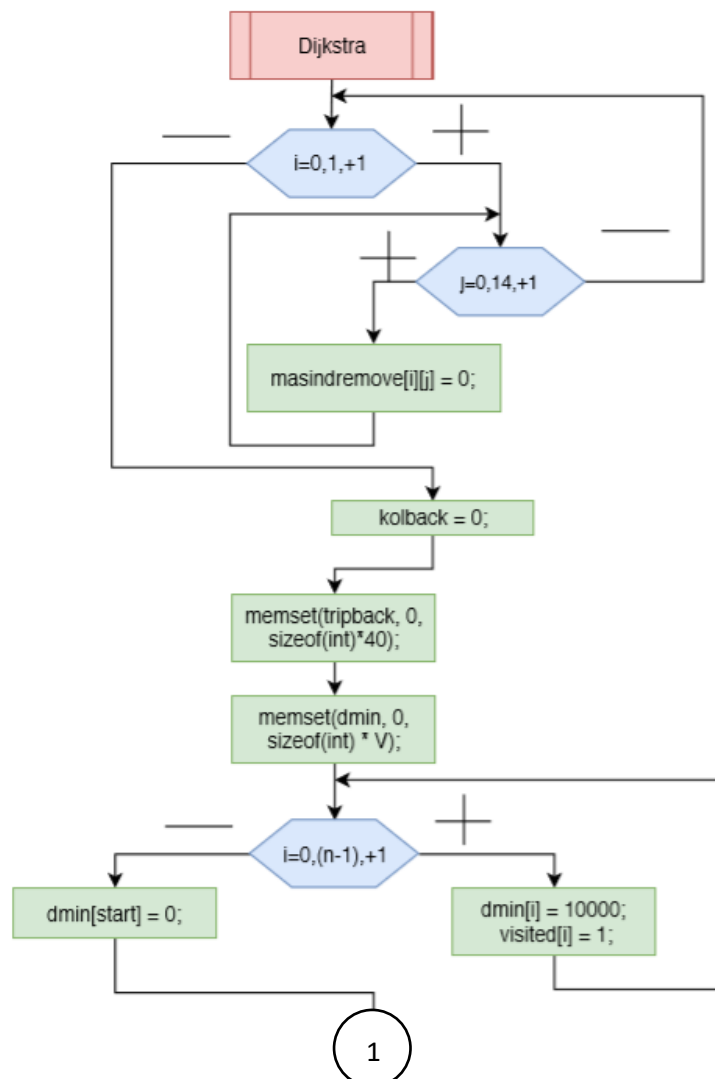 Dijkstra
i=0,1,+1
j=0,14,+1
masindremove[i][j] = 0;
kolback = 0;
memset(tripback, 0,
sizeof(int)*40);
memset(dmin, 0,
sizeof(int) * V);
i=0,(n-1),+1
dmin[start] = 0;
dmin[i] = 10000;
visited[i] = 1;
1